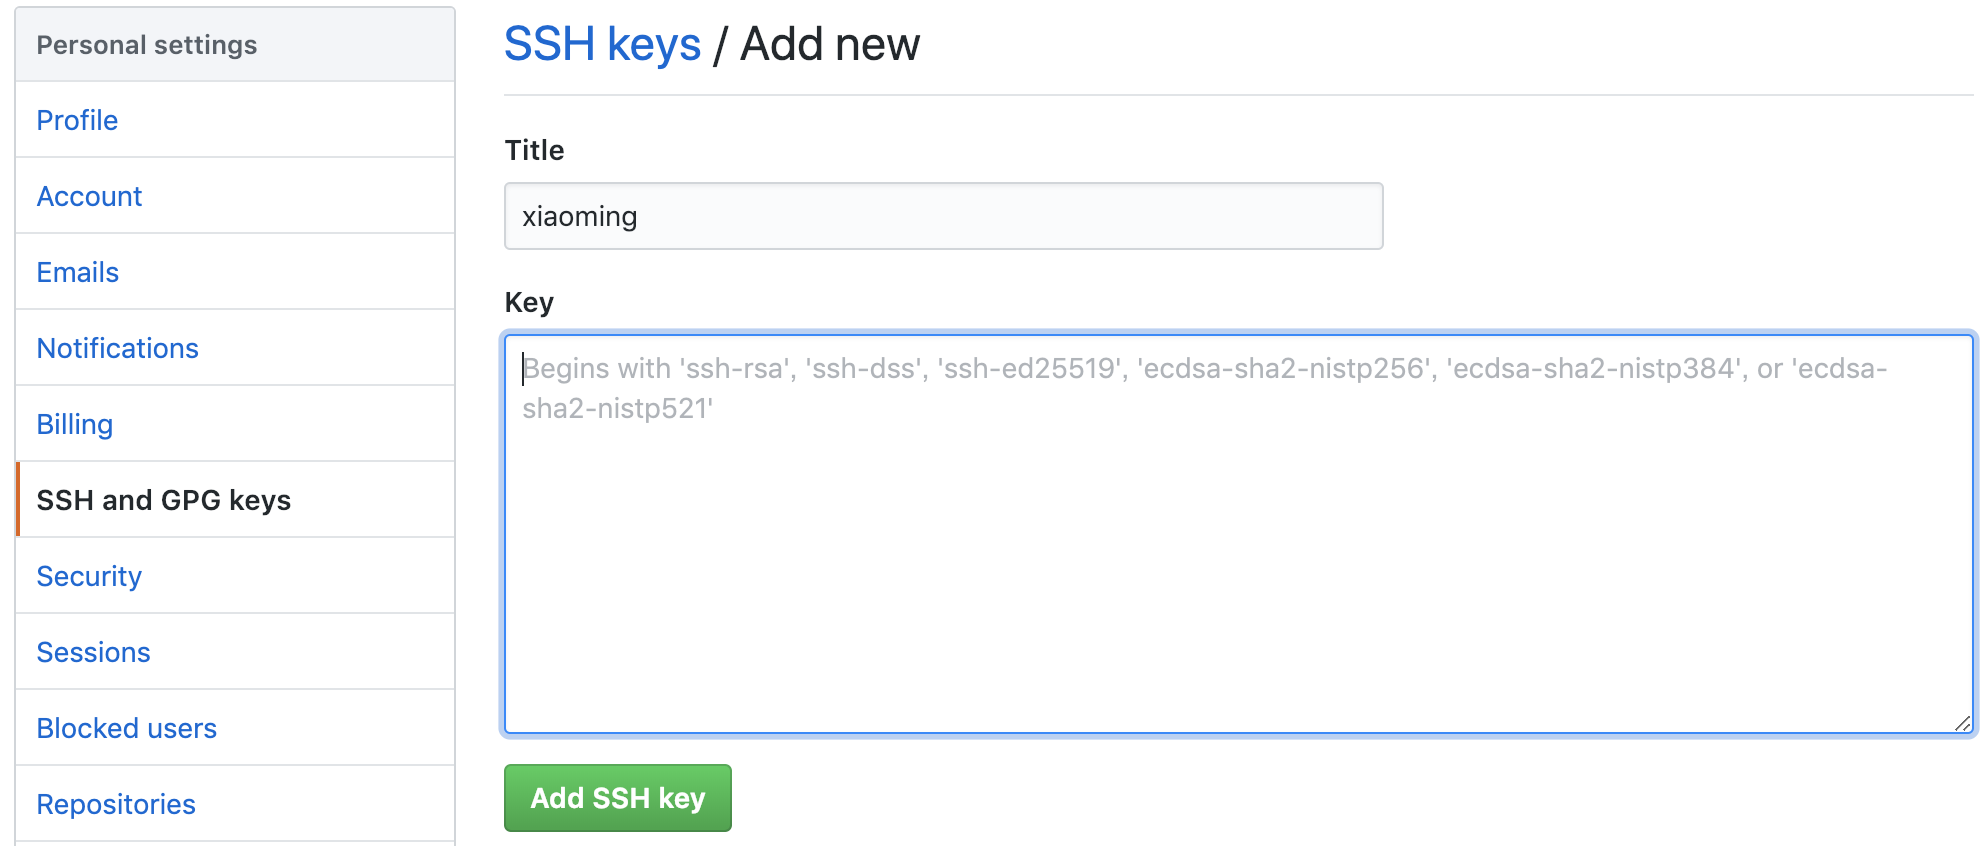 Personal settings
Profile
Account
Emails
Notifications
Billing
SSH and GPG keys
Security
Sessions
Blocked users
Repositories
SSH keys / Add new
Title
xiaoming
Key
Begins with 'ssh-rsa', 'ssh-dss', 'ssh-ed25519', 'ecdsa-sha2-nistp256', 'ecdsa-sha2-nistp384', or 'ecdsa-
sha2-nistp521'
Add SSH key